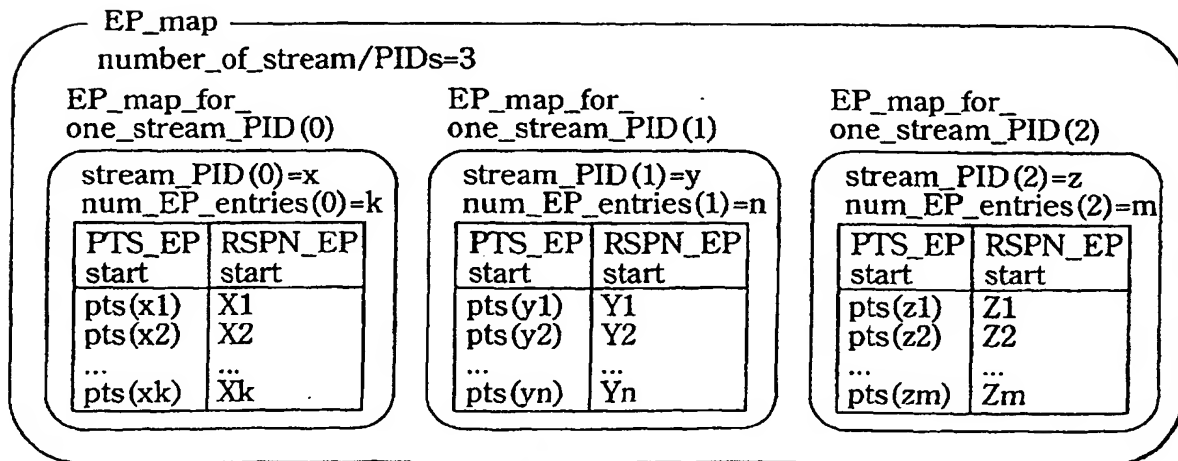 EP_map
number_of_stream/PIDs=3
EP_map_for_
one_stream_PID(0)
stream_PID(0)=x
num_EP_entries(0)=k
PTS_EP RSPN_EP
start start
pts(x1) X1
pts(x2) X2
... ...
pts(xk) Xk
EP_map_for_
one_stream_PID(1)
stream_PID(1)=y
num_EP_entries(1)=n
PTS_EP RSPN_EP
start start
pts(y1) Y1
pts(y2) Y2
... ...
pts(yn) Yn
EP_map_for_
one_stream_PID(2)
stream_PID(2)=z
num_EP_entries(2)=m
PTS_EP RSPN_EP
start start
pts(z1) Z1
pts(z2) Z2
... ...
pts(zm) Zm